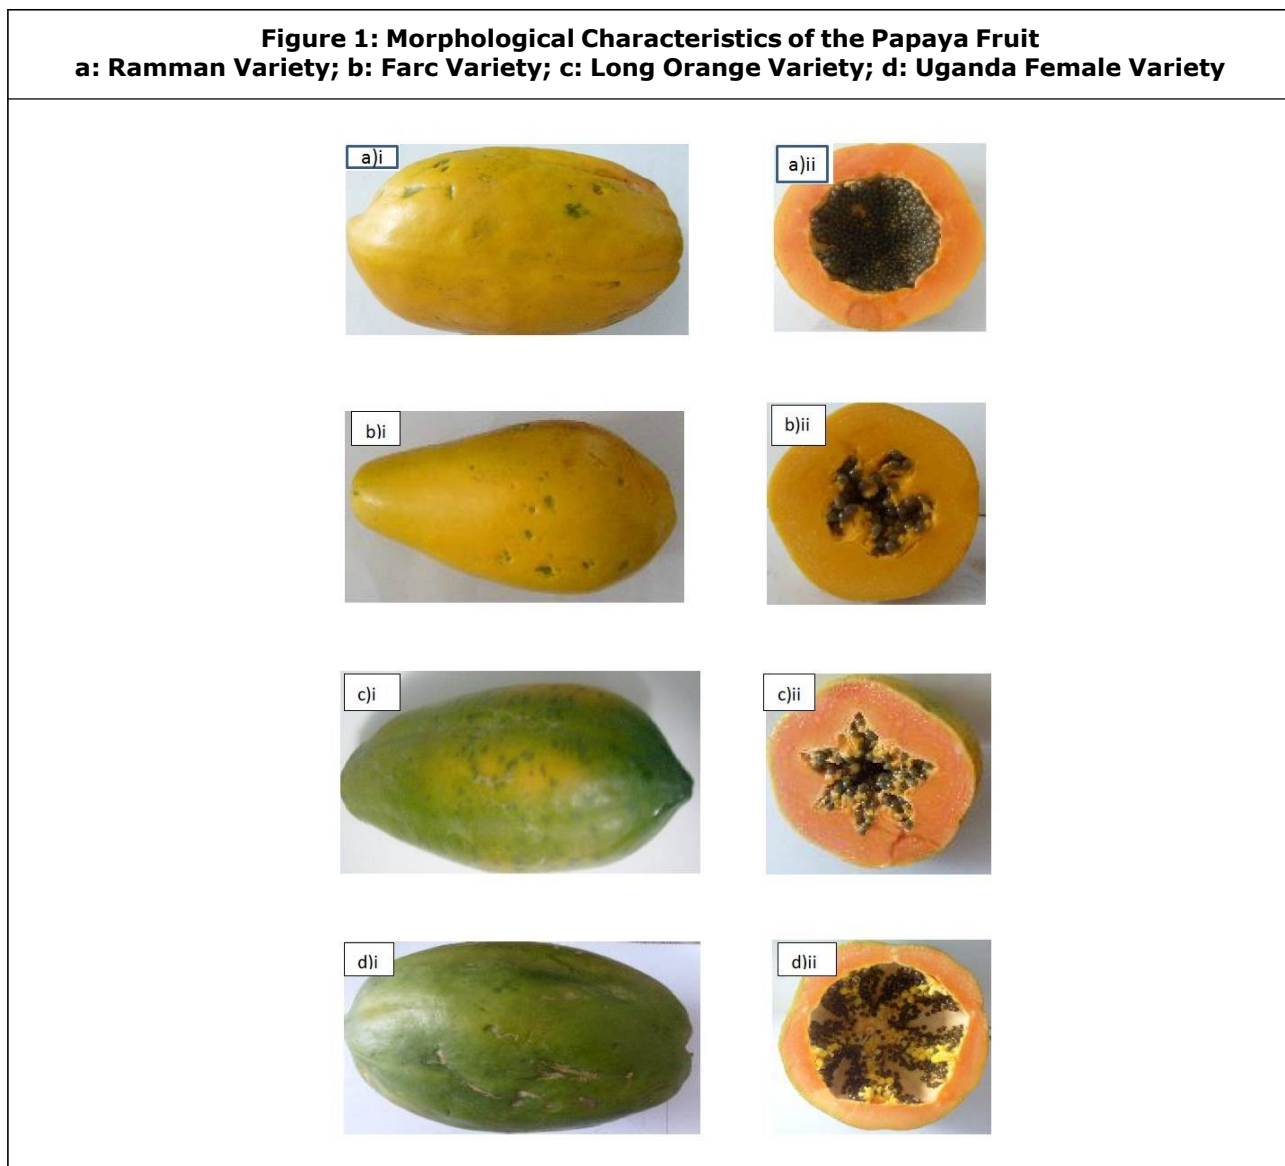 Figure 1: Morphological Characteristics of the Papaya Fruit
a: Ramman Variety; b: Farc Variety; c: Long Orange Variety; d: Uganda Female Variety
a)i
a)ii
b)i
b)ii
c)i
c)ii
d)i
d)ii